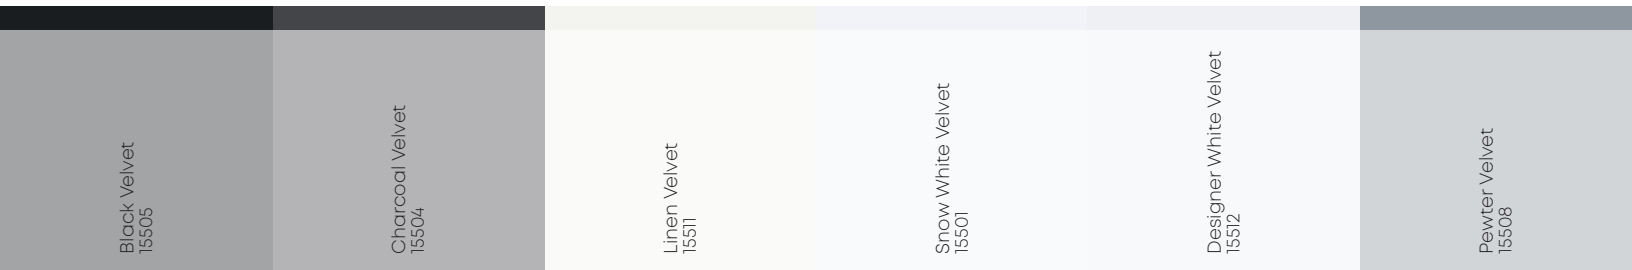 Black Velvet
15505
Charcoal Velvet
15504
Linen Velvet
15511
Snow White Velvet
15501
Designer White Velvet
15512
Pewter Velvet
15508